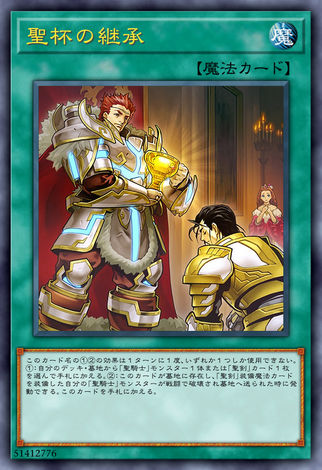 聖杯の継承
魔
【魔法カード】
このカード名の①②の効果は1ターンに1度、いずれか1つしか使用できない。
①:自分のデッキ・墓地から「聖騎士」モンスター1体または「聖剣」カード1枚
を選んで手札に加える。②:このカードが墓地に存在し、「聖剣」装備魔法カード
を装備した自分の「聖騎士」モンスターが戦闘で破壊され墓地へ送られた時に発
動できる。このカードを手札に加える。
51412776